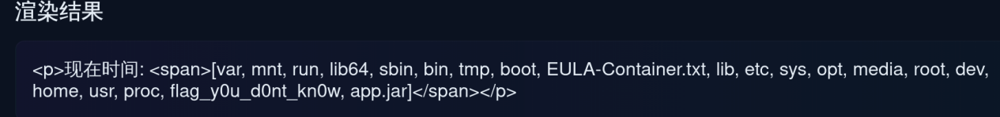 渲染结果
<p>现在时间: <span>[var, mnt, run, lib64, sbin, bin, tmp, boot, EULA-Container.txt, lib, etc, sys, opt, media, root, dev,
home, usr, proc, flag_y0u_d0nt_kn0w, app.jar]</span></p>